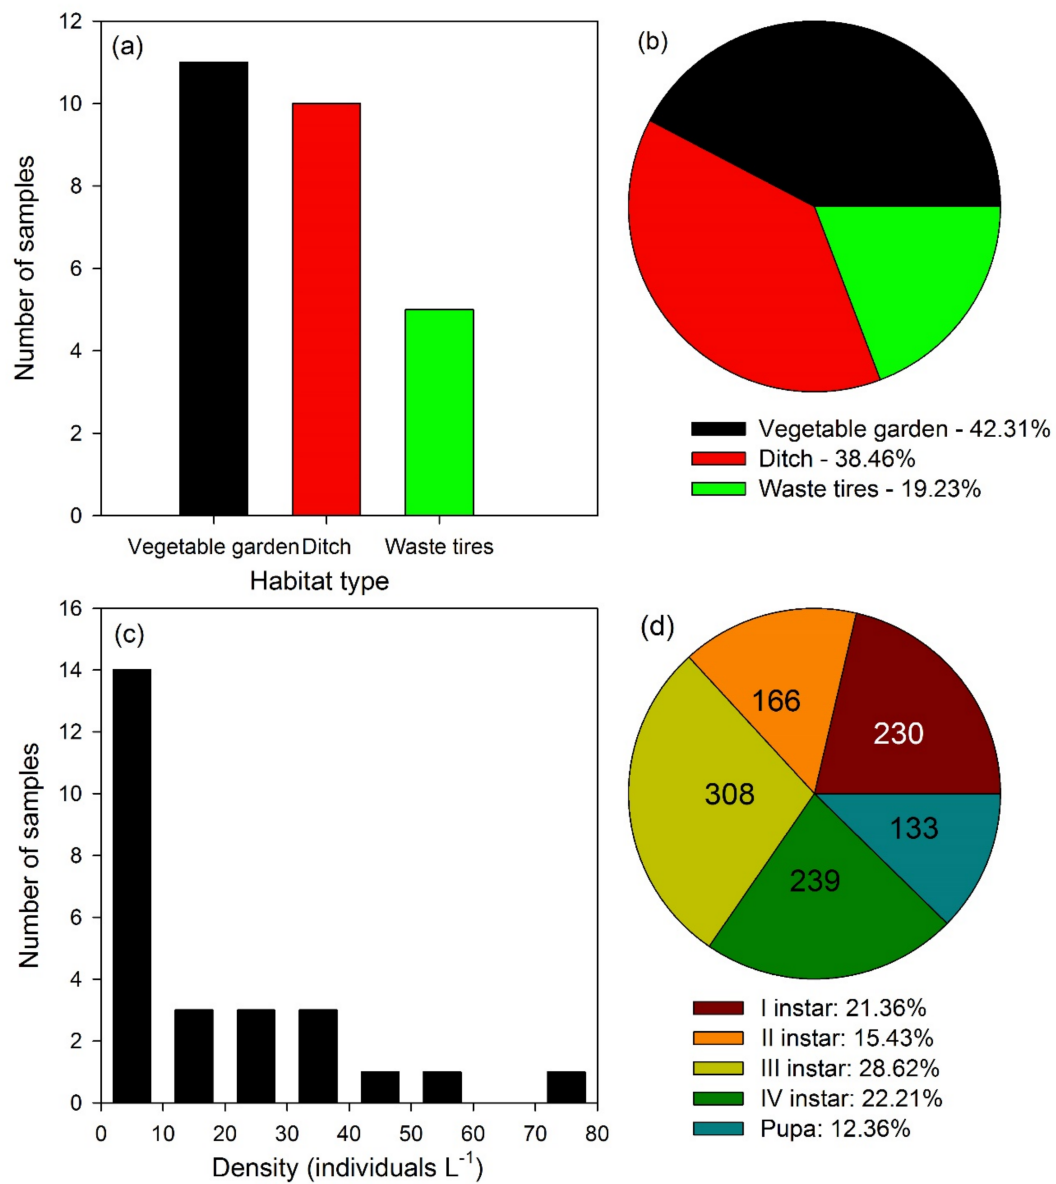 (a)
12
10
8
6
4
2
0
Number of samples
Vegetable garden Ditch Waste tires
Habitat type
(b)
Vegetable garden - 42.31%
Ditch - 38.46%
Waste tires - 19.23%
(c)
16
14
12
10
8
6
4
2
0
Number of samples
0 10 20 30 40 50 60 70 80
Density (individuals L⁻¹)
(d)
166
230
308
133
239
I instar: 21.36%
II instar: 15.43%
III instar: 28.62%
IV instar: 22.21%
Pupa: 12.36%